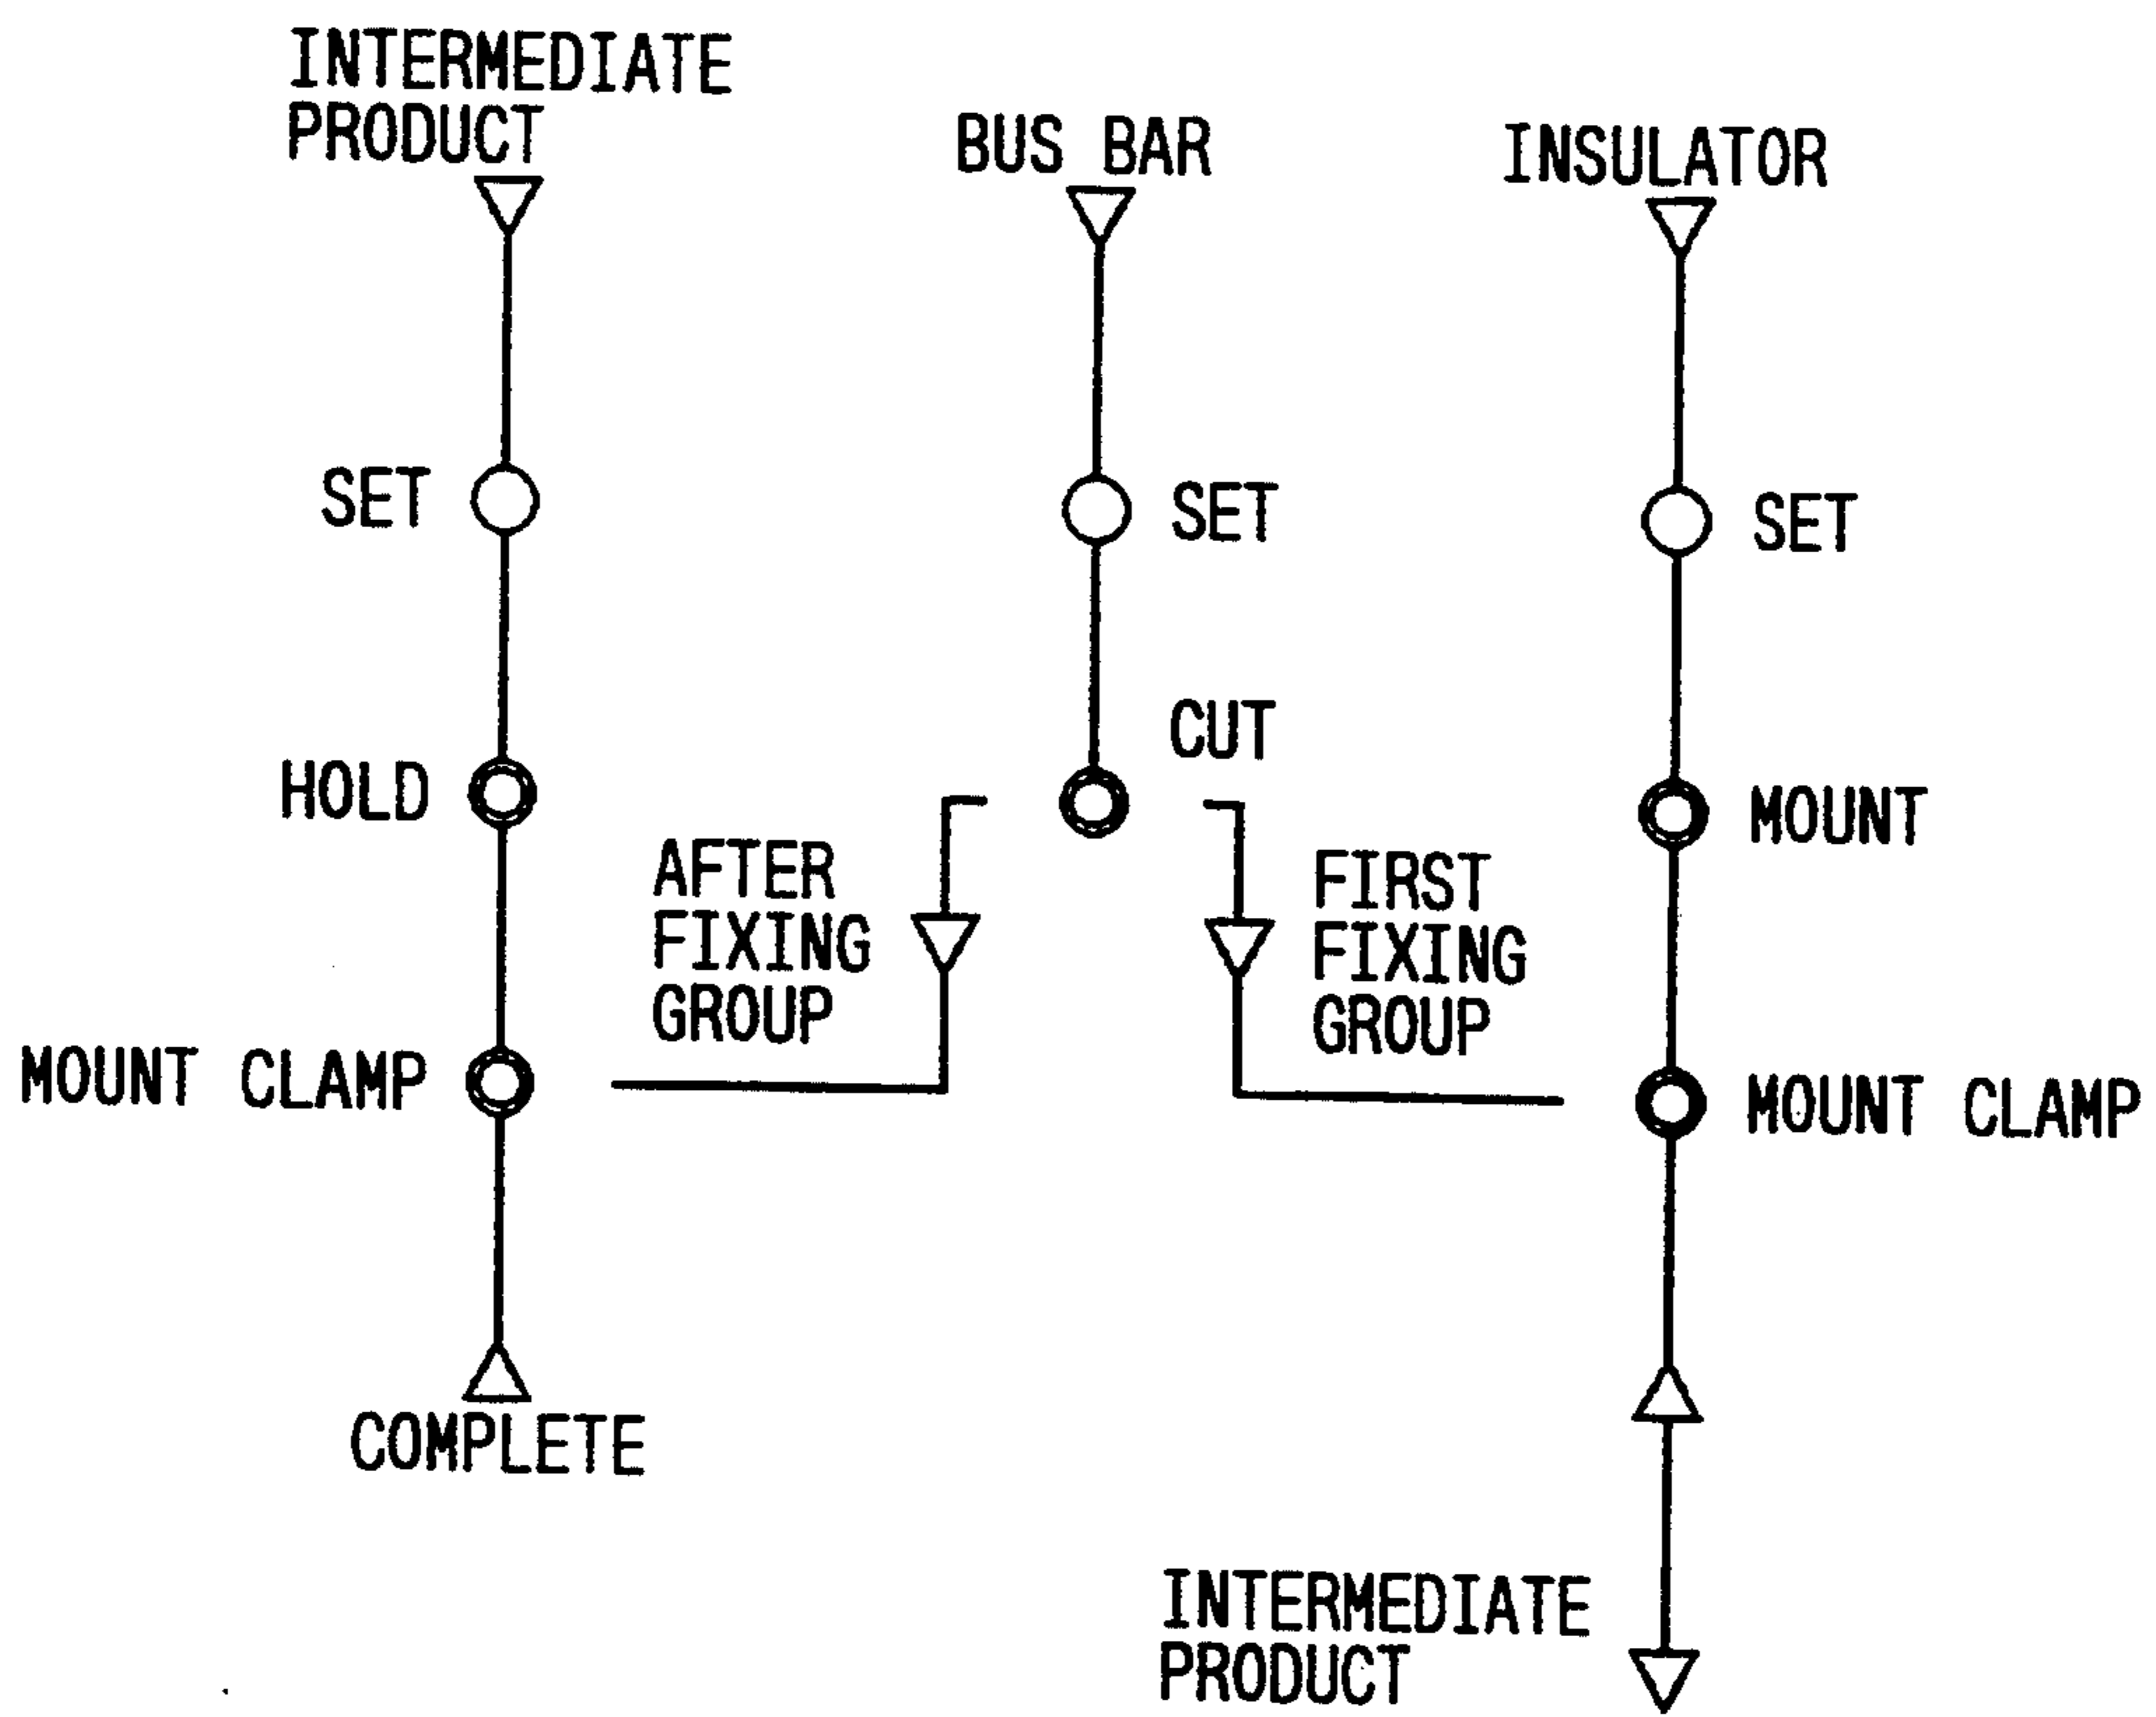 INTERMEDIATE
PRODUCT
BUS BAR
INSULATOR
SET
SET
SET
HOLD
CUT
MOUNT
AFTER
FIXING
GROUP
FIRST
FIXING
GROUP
MOUNT CLAMP
MOUNT CLAMP
COMPLETE
INTERMEDIATE
PRODUCT